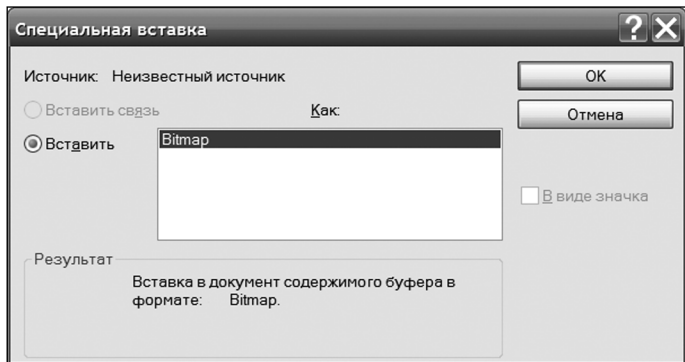 Специальная вставка
Источник: Неизвестный источник
OK
Вставить связь
Как:
Отмена
Вставить
Bitmap
В виде значка
Результат
Вставка в документ содержимого буфера в
формате: Bitmap.